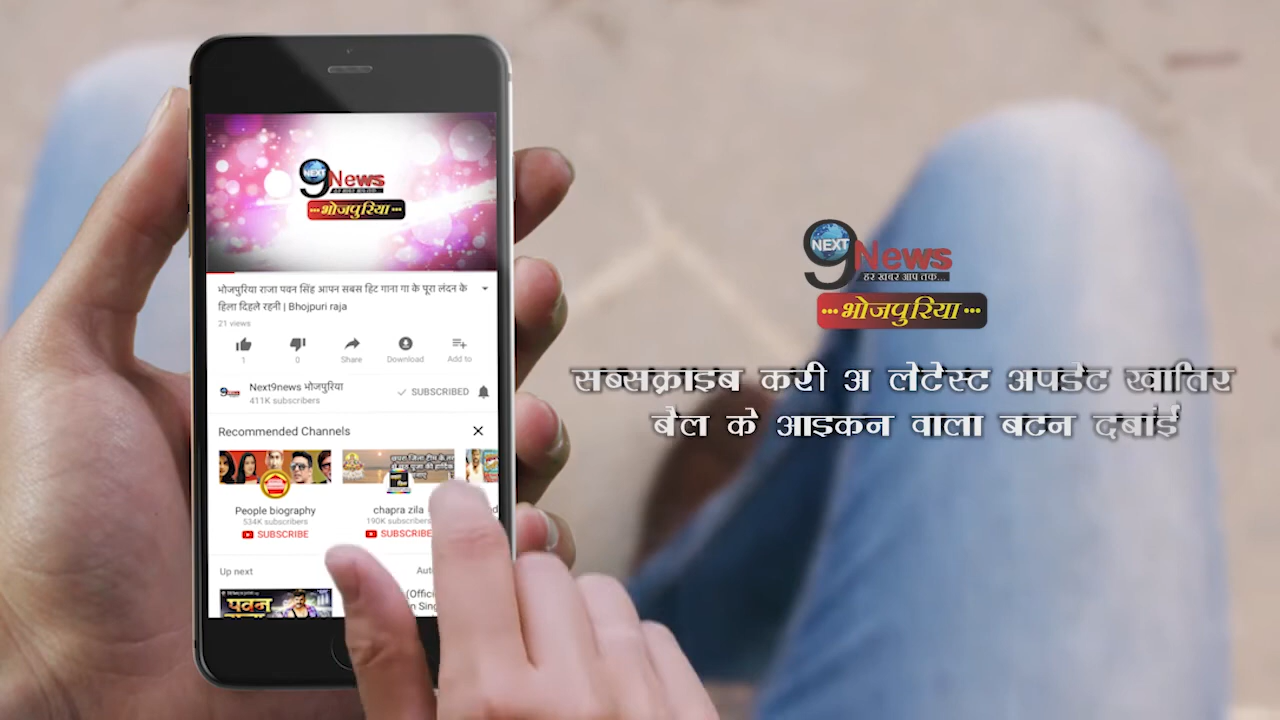 NEXT
9 News
हर खबर आप तक...
भोजपुरिया
भोजपुरिया राजा पवन सिंह आपन सबस हिट गाना गा के पूरा लंदन के
हिला दिहले रहनी | Bhojpuri raja
21 views
1
0
Share
Download
Add to
Next9news भोजपुरिया
411K subscribers
SUBSCRIBED
Recommended Channels
People biography
534K subscribers
SUBSCRIBE
chapra zila
190K subscribers
SUBSCRIBE
Up next
पवन
(Offici
n Sing
NEXT
9 News
हर खबर आप तक...
भोजपुरिया
सब्सक्राइब करी अ लेटेस्ट अपडेट खातिर
बेल के आइकन वाला बटन दबाई